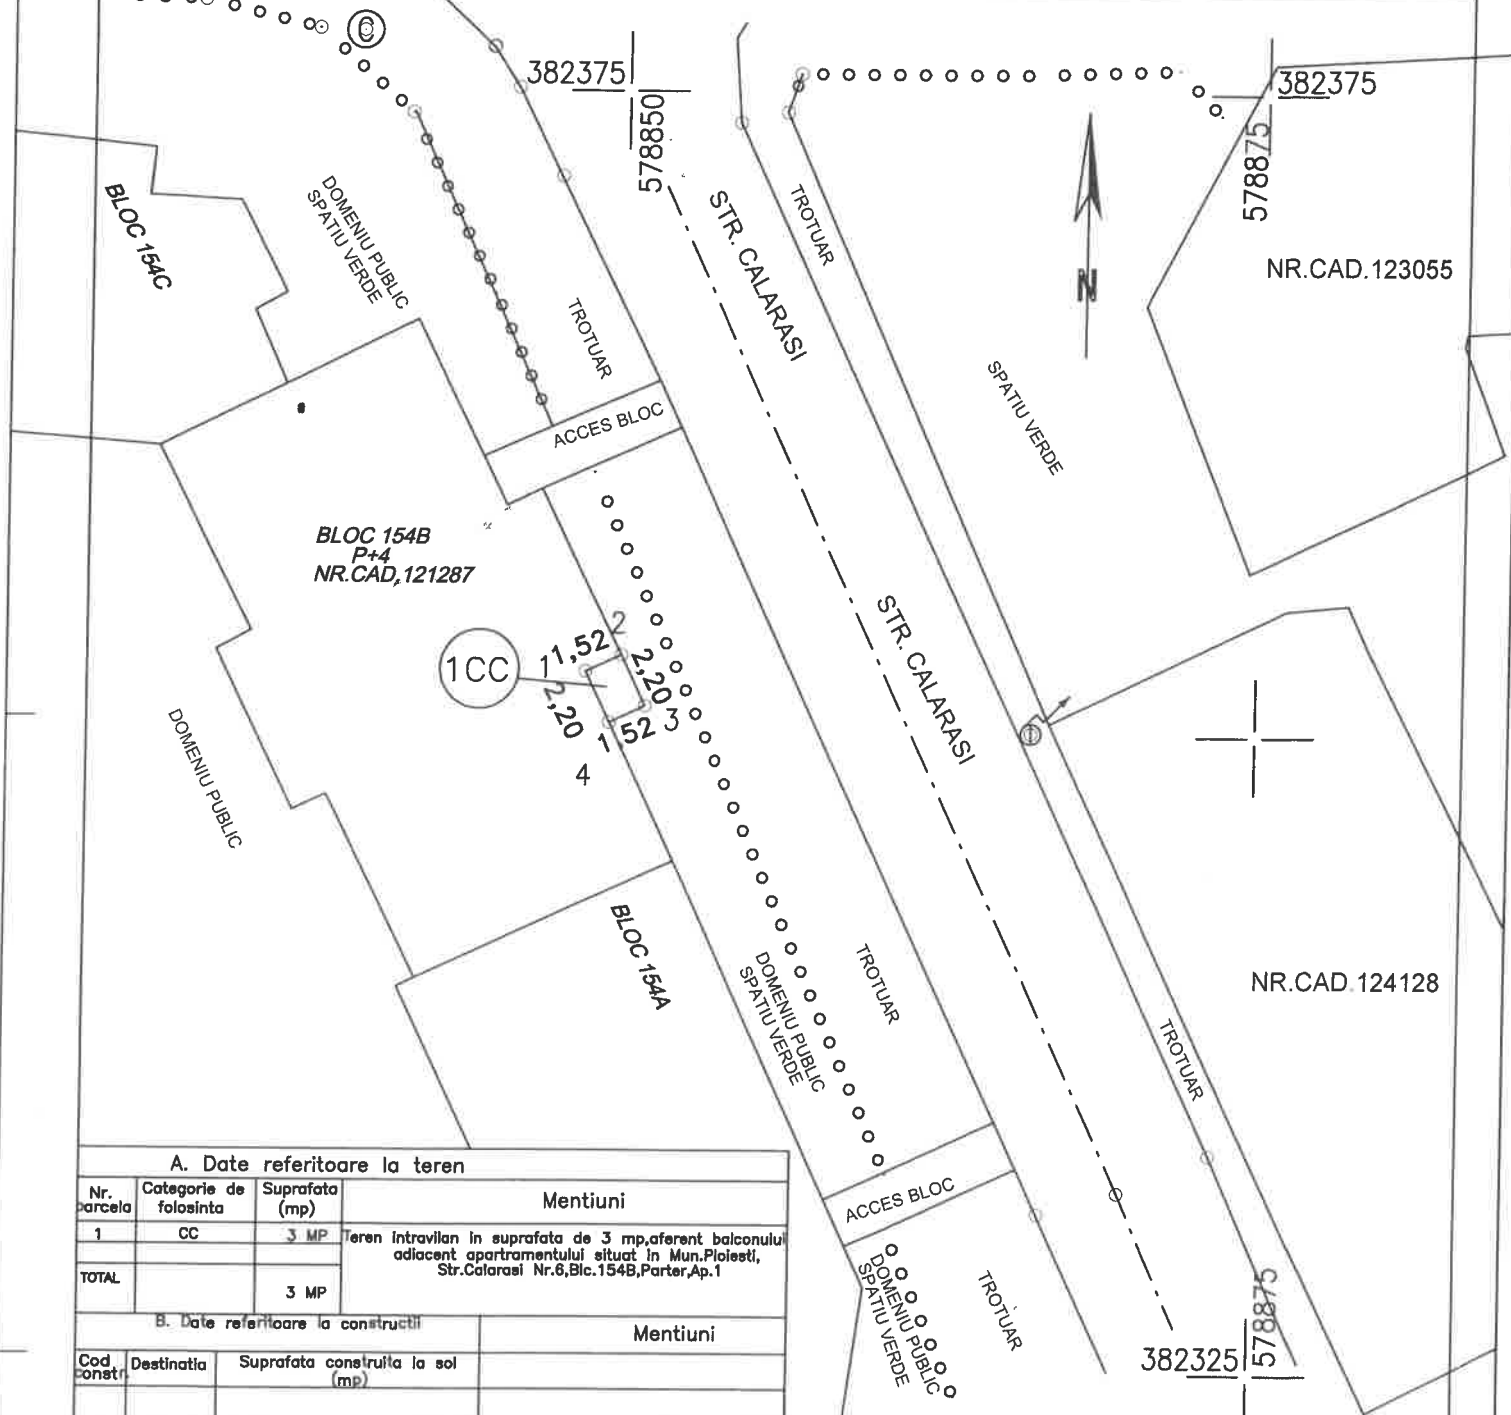 C
382375
578850
382375
578875
BLOC 154C
DOMENIU PUBLIC
SPATIU VERDE
TROTUAR
STR. CALARASI
TROTUAR
N
NR.CAD.123055
SPATIU VERDE
ACCES BLOC
BLOC 154B
P+4
NR.CAD,121287
1CC
1
1,52
2
2,20
2,20
3
1,52
4
STR. CALARASI
DOMENIU PUBLIC
BLOC 154A
DOMENIU PUBLIC
SPATIU VERDE
TROTUAR
NR.CAD.124128
TROTUAR
ACCES BLOC
DOMENIU PUBLIC
SPATIU VERDE
TROTUAR
382325
578875
A. Date referitoare la teren
Nr. parcela
Categorie de folosinta
Suprafata (mp)
Mentiuni
1 CC 3 MP
Teren intravilan in suprafata de 3 mp,aferent balconului
adiacent apartramentului situat in Mun.Ploiesti,
Str.Calarasi Nr.6,Blc.154B,Parter,Ap.1
TOTAL 3 MP
B. Date referitoare la constructii
Mentiuni
Cod constr.
Destinatia
Suprafata construita la sol
(mp)